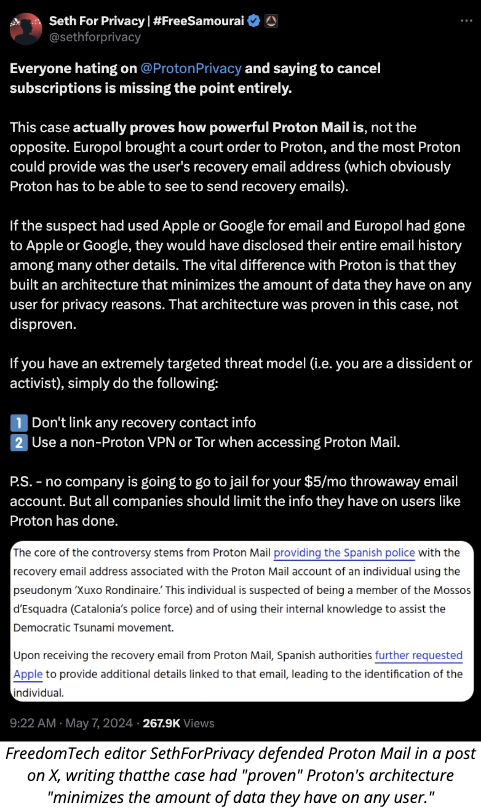 Seth For Privacy | #FreeSamourai
@sethforprivacy
Everyone hating on @ProtonPrivacy and saying to cancel
subscriptions is missing the point entirely.
This case actually proves how powerful Proton Mail is, not the
opposite. Europol brought a court order to Proton, and the most Proton
could provide was the user's recovery email address (which obviously
Proton has to be able to see to send recovery emails).
If the suspect had used Apple or Google for email and Europol had gone
to Apple or Google, they would have disclosed their entire email history
among many other details. The vital difference with Proton is that they
built an architecture that minimizes the amount of data they have on any
user for privacy reasons. That architecture was proven in this case, not
disproven.
If you have an extremely targeted threat model (i.e. you are a dissident or
activist), simply do the following:
1 Don't link any recovery contact info
2 Use a non-Proton VPN or Tor when accessing Proton Mail.
P.S. - no company is going to go to jail for your $5/mo throwaway email
account. But all companies should limit the info they have on users like
Proton has done.
The core of the controversy stems from Proton Mail providing the Spanish police with the
recovery email address associated with the Proton Mail account of an individual using the
pseudonym ‘Xuxo Rondinaire.’ This individual is suspected of being a member of the Mossos
d’Esquadra (Catalonia’s police force) and of using their internal knowledge to assist the
Democratic Tsunami movement.
Upon receiving the recovery email from Proton Mail, Spanish authorities further requested
Apple to provide additional details linked to that email, leading to the identification of the
individual.
9:22 AM · May 7, 2024 · 267.9K Views
FreedomTech editor SethForPrivacy defended Proton Mail in a post
on X, writing thatthe case had "proven" Proton's architecture
"minimizes the amount of data they have on any user."